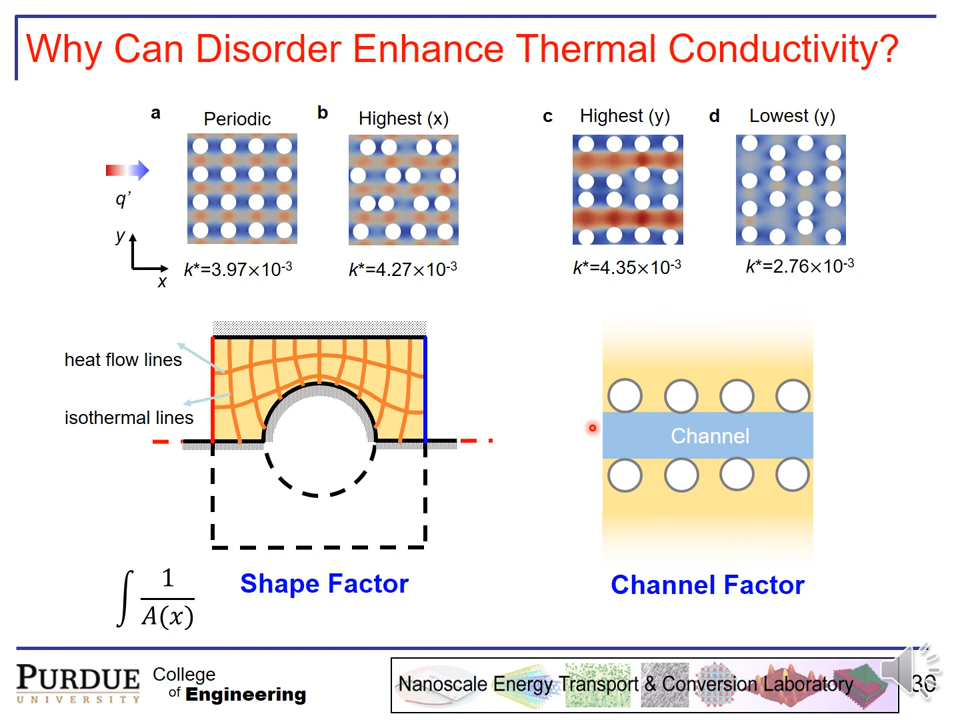 Why Can Disorder Enhance Thermal Conductivity?
a Periodic b Highest (x) c Highest (y) d Lowest (y)
q’
y
x
k*=3.97×10-3 k*=4.27×10-3 k*=4.35×10-3 k*=2.76×10-3
heat flow lines
isothermal lines
Channel
Shape Factor
Channel Factor
∫ 1/A(x)
PURDUE
UNIVERSITY
College
of Engineering
Nanoscale Energy Transport & Conversion Laboratory
30